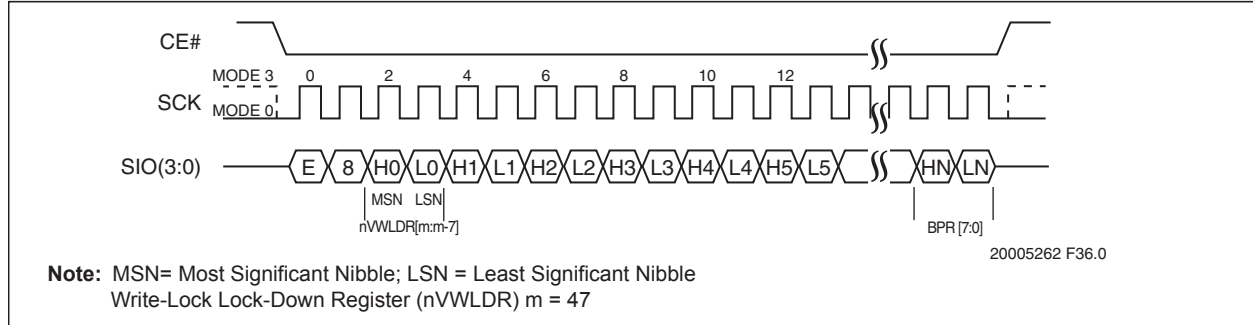 CE#
MODE 3 0 2 4 6 8 10 12
SCK
MODE 0
SIO(3:0) E 8 H0 L0 H1 L1 H2 L2 H3 L3 H4 L4 H5 L5 HN LN
MSN LSN
nVWLDR[m:m-7] BPR [7:0]
20005262 F36.0
Note: MSN= Most Significant Nibble; LSN = Least Significant Nibble
Write-Lock Lock-Down Register (nVWLDR) m = 47